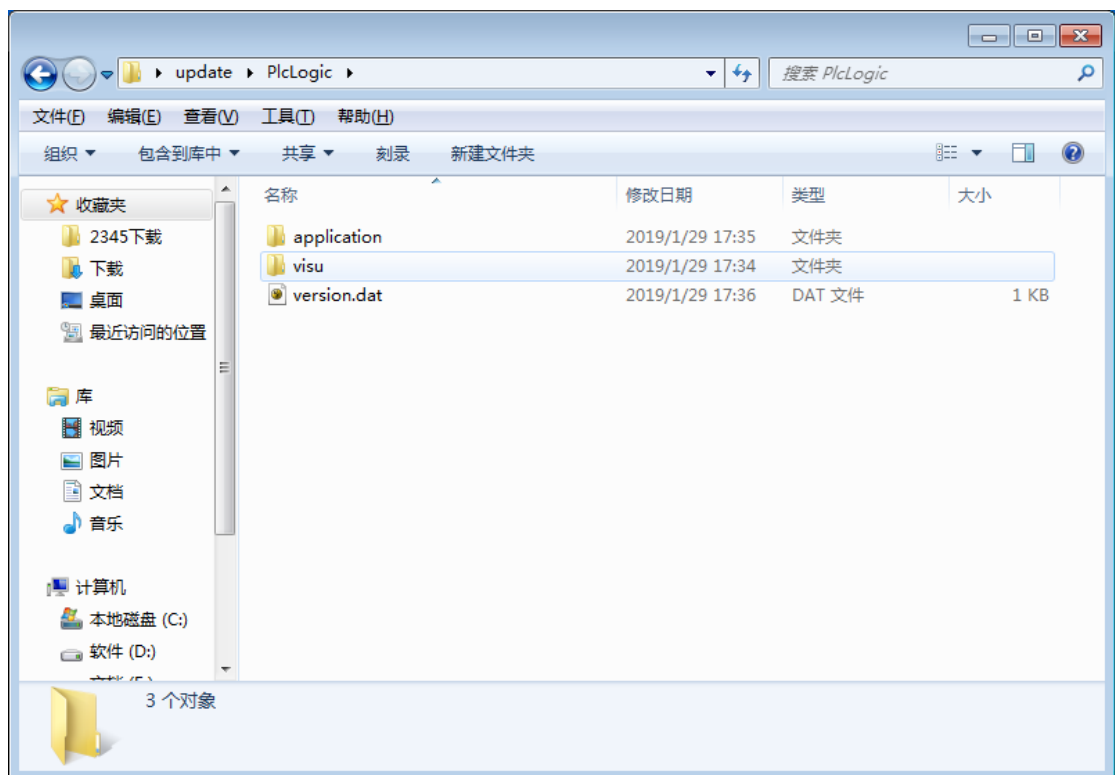 update PlcLogic
搜索 PlcLogic
文件(F) 编辑(E) 查看(V) 工具(T) 帮助(H)
组织 包含到库中 共享 刻录 新建文件夹
收藏夹
2345下载
下载
桌面
最近访问的位置
库
视频
图片
文档
音乐
计算机
本地磁盘 (C:)
软件 (D:)
名称 修改日期 类型 大小
application 2019/1/29 17:35 文件夹
visu 2019/1/29 17:34 文件夹
version.dat 2019/1/29 17:36 DAT 文件 1 KB
3 个对象